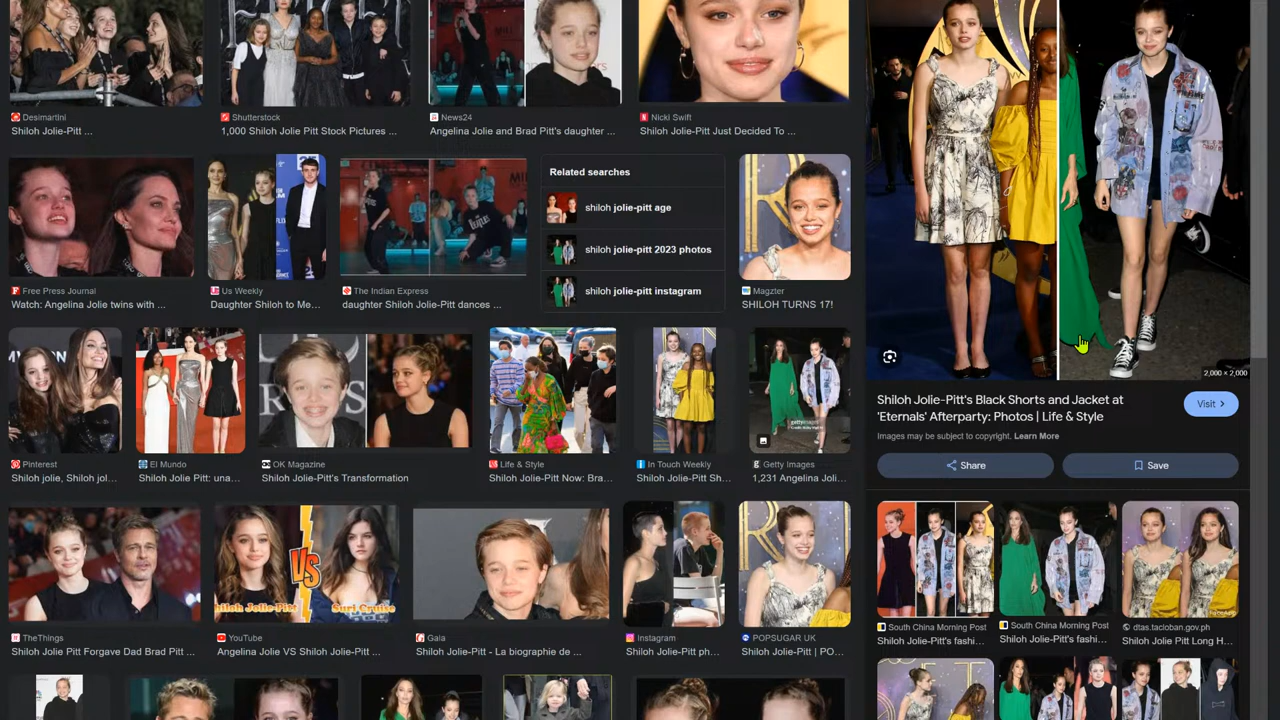 Desimartini
Shiloh Jolie-Pitt ...
Shutterstock
1,000 Shiloh Jolie Pitt Stock Pictures ...
News24
Angelina Jolie and Brad Pitt's daughter ...
Nicki Swift
Shiloh Jolie-Pitt Just Decided To ...
Free Press Journal
Watch: Angelina Jolie twins with ...
Us Weekly
Daughter Shiloh to Me...
The Indian Express
daughter Shiloh Jolie-Pitt dances ...
Related searches
shiloh jolie-pitt age
shiloh jolie-pitt 2023 photos
shiloh jolie-pitt instagram
Magzter
SHILOH TURNS 17!
Pinterest
Shiloh jolie, Shiloh jol...
El Mundo
Shiloh Jolie Pitt: una...
OK Magazine
Shiloh Jolie-Pitt's Transformation
Life & Style
Shiloh Jolie-Pitt Now: Bra...
In Touch Weekly
Shiloh Jolie-Pitt Sh...
gettyimages
Getty Images
1,231 Angelina Joli...
TheThings
Shiloh Jolie Pitt Forgave Dad Brad Pitt ...
VS
Shiloh Jolie-Pitt
Suri Cruise
YouTube
Angelina Jolie VS Shiloh Jolie-Pitt ...
Gala
Shiloh Jolie-Pitt - La biographie de ...
Instagram
Shiloh Jolie-Pitt ph...
POPSUGAR UK
Shiloh Jolie-Pitt | PO...
2,000 × 2,000
Shiloh Jolie-Pitt's Black Shorts and Jacket at
'Eternals' Afterparty: Photos | Life & Style
Visit
Images may be subject to copyright. Learn More
Share
Save
South China Morning Post
Shiloh Jolie-Pitt's fashi...
South China Morning Post
Shiloh Jolie-Pitt's fashi...
FaceApp
dtas.tacloban.gov.ph
Shiloh Jolie Pitt Long H...